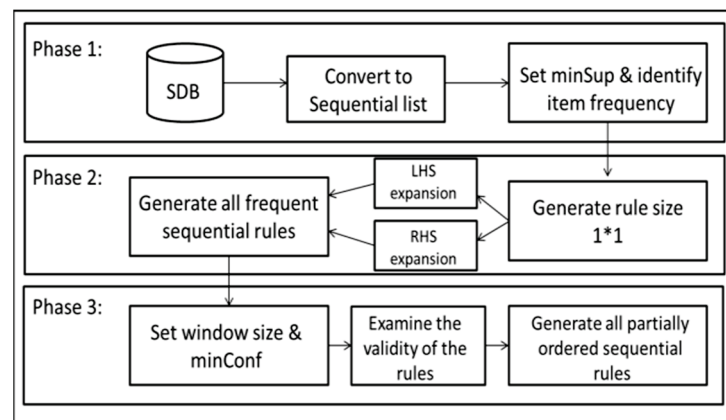 Phase 1:
SDB
Convert to
Sequential list
Set minSup & identify
item frequency
Phase 2:
Generate all frequent
sequential rules
LHS
expansion
RHS
expansion
Generate rule size
1*1
Phase 3:
Set window size &
minConf
Examine the
validity of the
rules
Generate all partially
ordered sequential
rules